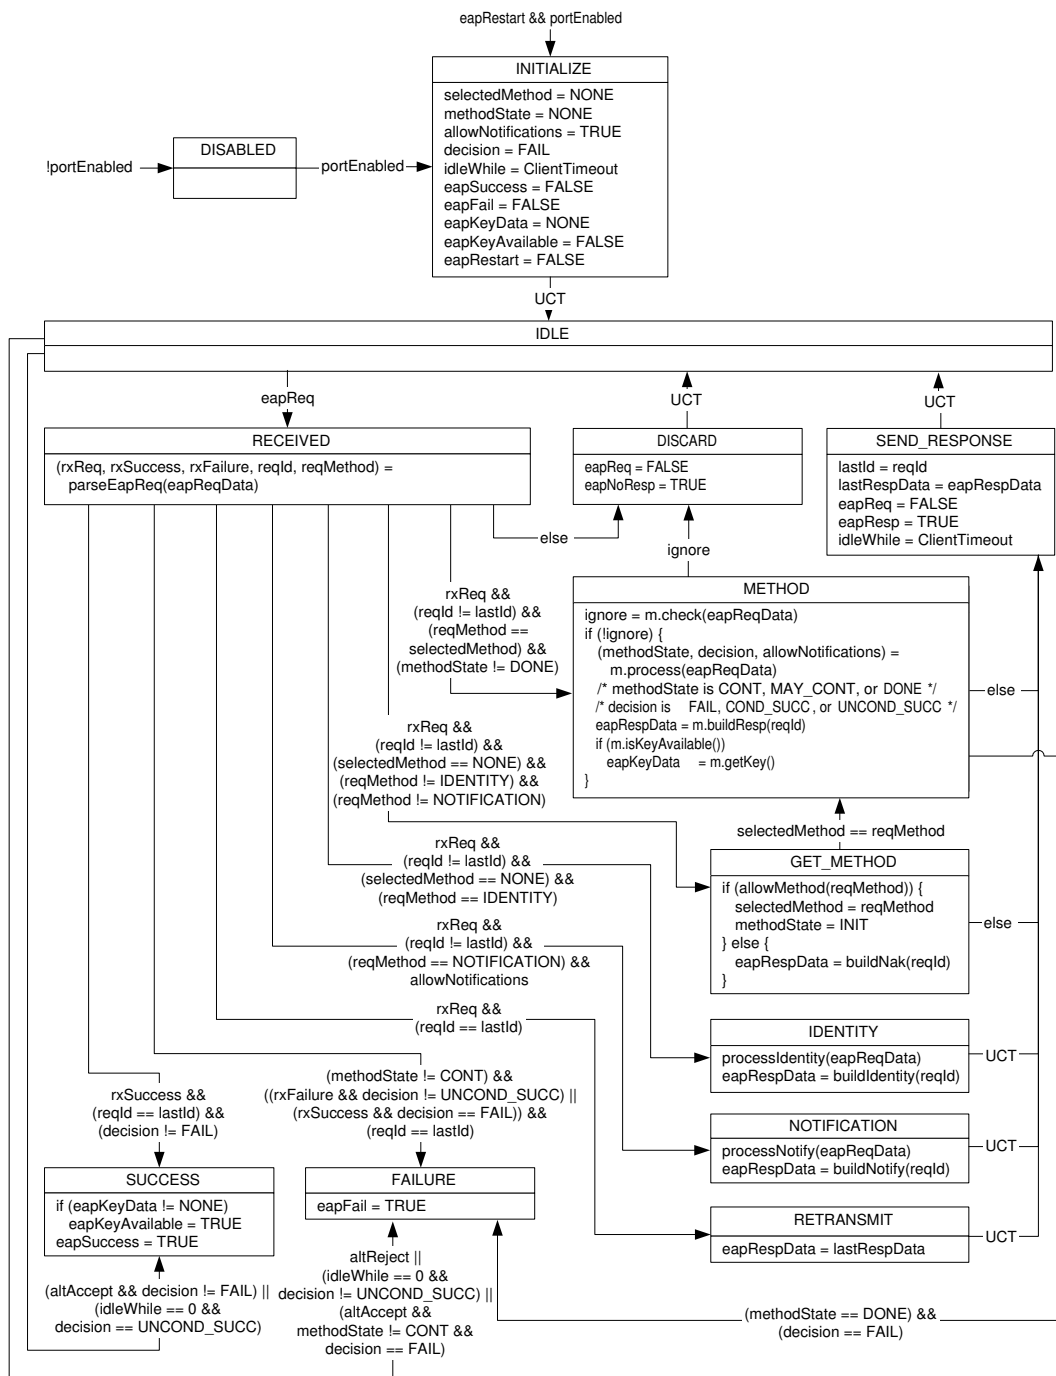 eapRestart && portEnabled
INITIALIZE
selectedMethod = NONE
methodState = NONE
allowNotifications = TRUE
decision = FAIL
idleWhile = ClientTimeout
eapSuccess = FALSE
eapFail = FALSE
eapKeyData = NONE
eapKeyAvailable = FALSE
eapRestart = FALSE
!portEnabled
DISABLED
portEnabled
UCT
IDLE
eapReq
UCT
UCT
RECEIVED
(rxReq, rxSuccess, rxFailure, reqId, reqMethod) =
parseEapReq(eapReqData)
DISCARD
eapReq = FALSE
eapNoResp = TRUE
SEND_RESPONSE
lastId = reqId
lastRespData = eapRespData
eapReq = FALSE
eapResp = TRUE
idleWhile = ClientTimeout
else
ignore
rxReq &&
(reqId != lastId) &&
(reqMethod ==
selectedMethod) &&
(methodState != DONE)
METHOD
ignore = m.check(eapReqData)
if (!ignore) {
(methodState, decision, allowNotifications) =
m.process(eapReqData)
/* methodState is CONT, MAY_CONT, or DONE */
/* decision is FAIL, COND_SUCC, or UNCOND_SUCC */
eapRespData = m.buildResp(reqId)
if (m.isKeyAvailable())
eapKeyData = m.getKey()
}
else
rxReq &&
(reqId != lastId) &&
(selectedMethod == NONE) &&
(reqMethod != IDENTITY) &&
(reqMethod != NOTIFICATION)
selectedMethod == reqMethod
GET_METHOD
if (allowMethod(reqMethod)) {
selectedMethod = reqMethod
methodState = INIT
} else {
eapRespData = buildNak(reqId)
}
else
rxReq &&
(reqId != lastId) &&
(selectedMethod == NONE) &&
(reqMethod == IDENTITY)
rxReq &&
(reqId != lastId) &&
(reqMethod == NOTIFICATION) &&
allowNotifications
rxReq &&
(reqId == lastId)
IDENTITY
processIdentity(eapReqData)
eapRespData = buildIdentity(reqId)
UCT
rxSuccess &&
(reqId == lastId) &&
(decision != FAIL)
(methodState != CONT) &&
((rxFailure && decision != UNCOND_SUCC) ||
(rxSuccess && decision == FAIL)) &&
(reqId == lastId)
NOTIFICATION
processNotify(eapReqData)
eapRespData = buildNotify(reqId)
UCT
SUCCESS
if (eapKeyData != NONE)
eapKeyAvailable = TRUE
eapSuccess = TRUE
FAILURE
eapFail = TRUE
RETRANSMIT
eapRespData = lastRespData
UCT
(altAccept && decision != FAIL) ||
(idleWhile == 0 &&
decision == UNCOND_SUCC)
altReject ||
(idleWhile == 0 &&
decision != UNCOND_SUCC) ||
(altAccept &&
methodState != CONT &&
decision == FAIL)
(methodState == DONE) &&
(decision == FAIL)